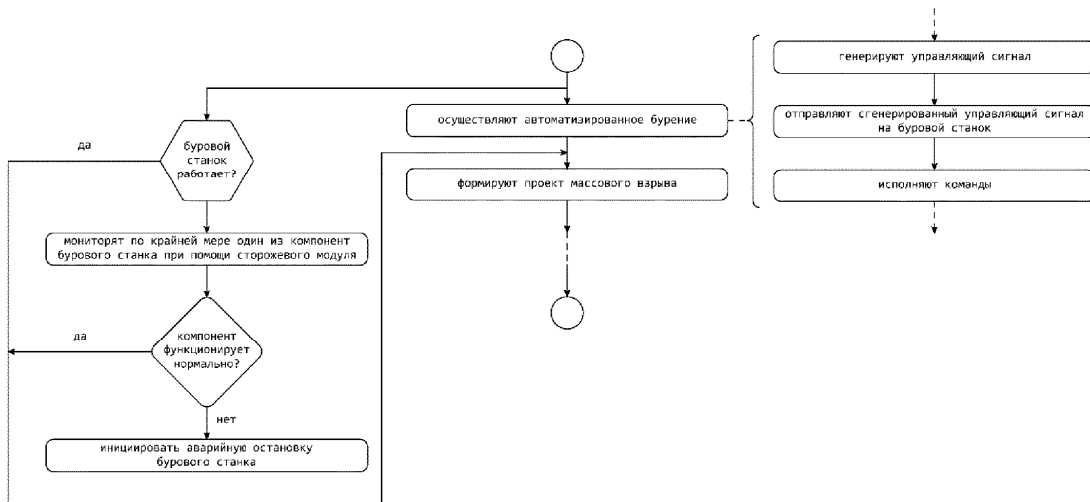 генерируют управляющий сигнал
осуществляют автоматизированное бурение
отправляют сгенерированный управляющий сигнал
на буровой станок
да
буровой
станок
работает?
формируют проект массового взрыва
исполняют команды
мониторят по крайней мере один из компонент
бурового станка при помощи сторожевого модуля
да
компонент
функционирует
нормально?
нет
инициировать аварийную остановку
бурового станка